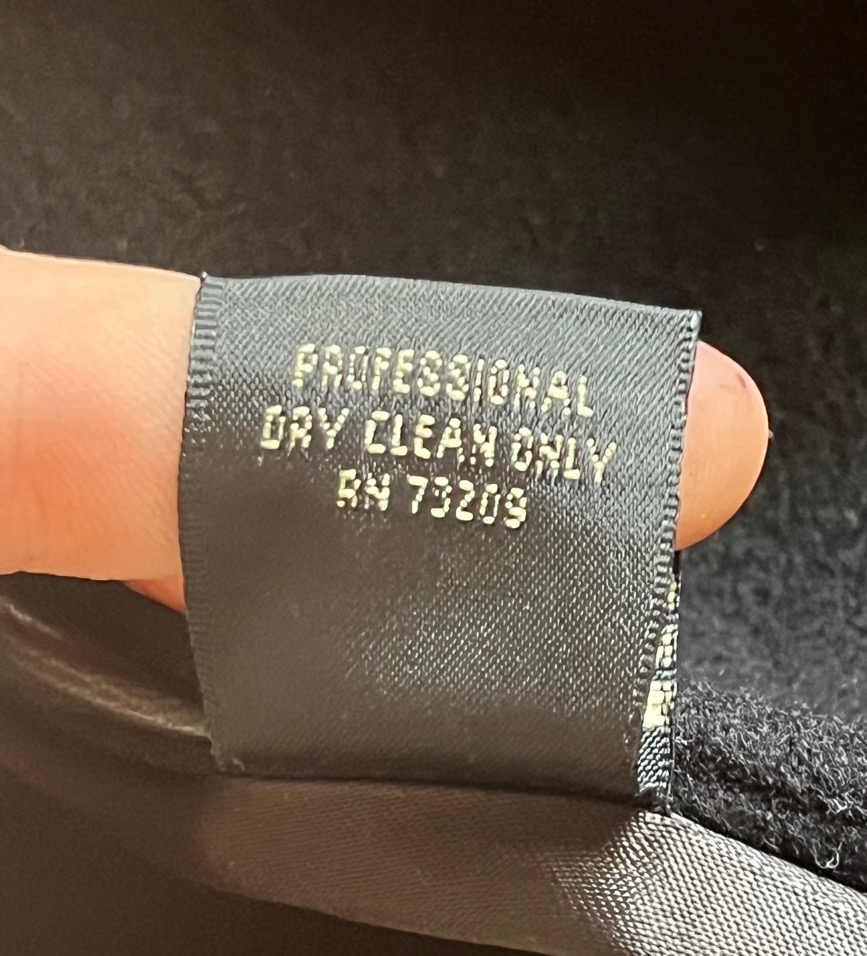 PROFESSIONAL
DRY CLEAN ONLY
RN 73209